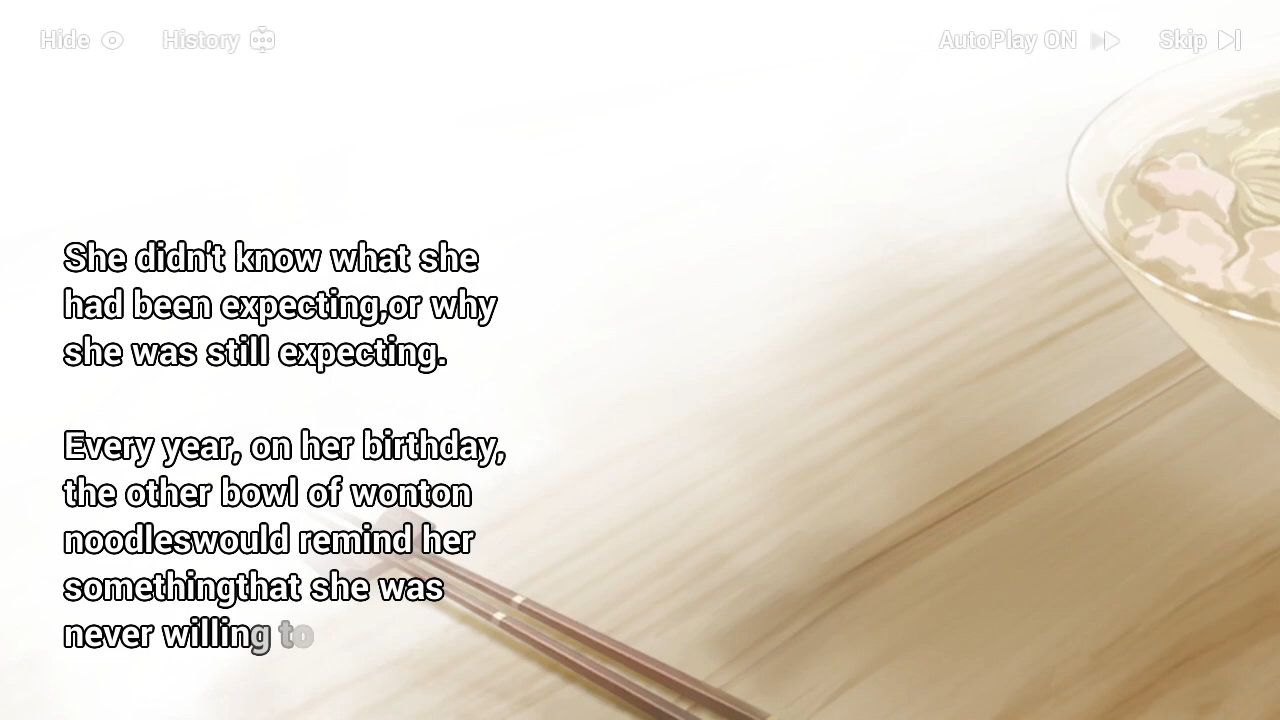 Hide
History
AutoPlay ON
Skip
She didn't know what she
had been expecting,or why
she was still expecting.
Every year, on her birthday,
the other bowl of wonton
noodleswould remind her
somethingthat she was
never willing to